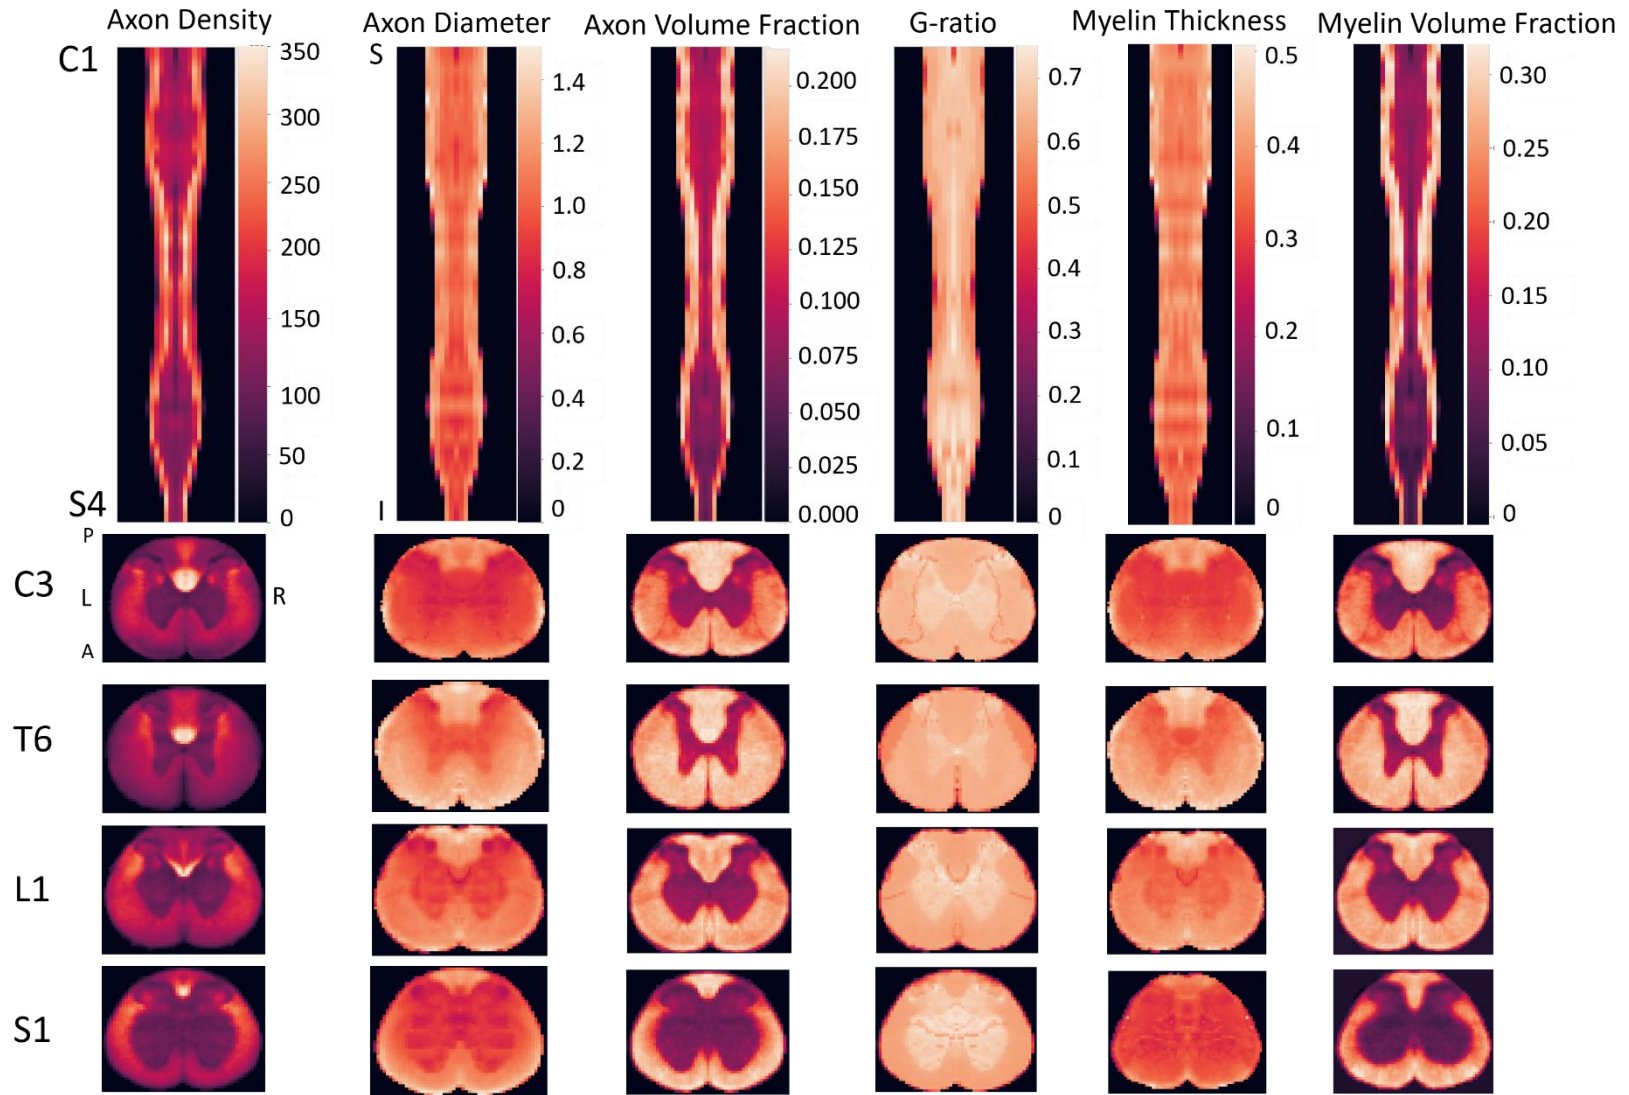 Axon Density
Axon Diameter
Axon Volume Fraction
G-ratio
Myelin Thickness
Myelin Volume Fraction
C1
350
300
250
200
150
100
50
0
S4
S
1.4
1.2
1.0
0.8
0.6
0.4
0.2
0
I
0.200
0.175
0.150
0.125
0.100
0.075
0.050
0.025
0.000
0.7
0.6
0.5
0.4
0.3
0.2
0.1
0
0.5
0.4
0.3
0.2
0.1
0
0.30
0.25
0.20
0.15
0.10
0.05
0
P
C3
L
R
A
T6
L1
S1